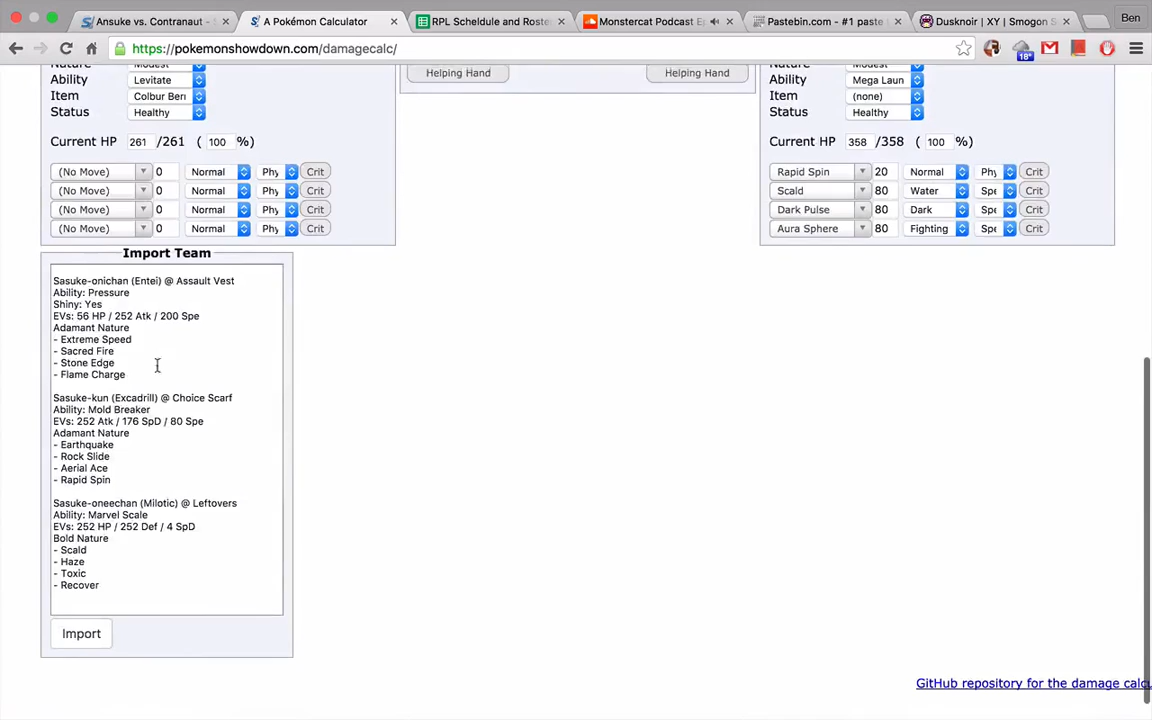 Ansuke vs. Contranaut -
A Pokémon Calculator
RPL Scheldule and Roste
Monstercat Podcast Ep
Pastebin.com - #1 paste
Dusknoir | XY | Smogon S
Ben
https://pokemonshowdown.com/damagecalc/
18°
Nature Modest
Ability Levitate
Item Colbur Berr
Status Healthy
Current HP 261 /261 ( 100 %)
(No Move) 0 Normal Phy Crit
(No Move) 0 Normal Phy Crit
(No Move) 0 Normal Phy Crit
(No Move) 0 Normal Phy Crit
Helping Hand
Helping Hand
Nature Modest
Ability Mega Laun
Item (none)
Status Healthy
Current HP 358 /358 ( 100 %)
Rapid Spin 20 Normal Phy Crit
Scald 80 Water Spe Crit
Dark Pulse 80 Dark Spe Crit
Aura Sphere 80 Fighting Spe Crit
Import Team
Sasuke-onichan (Entei) @ Assault Vest
Ability: Pressure
Shiny: Yes
EVs: 56 HP / 252 Atk / 200 Spe
Adamant Nature
- Extreme Speed
- Sacred Fire
- Stone Edge
- Flame Charge
Sasuke-kun (Excadrill) @ Choice Scarf
Ability: Mold Breaker
EVs: 252 Atk / 176 SpD / 80 Spe
Adamant Nature
- Earthquake
- Rock Slide
- Aerial Ace
- Rapid Spin
Sasuke-oneechan (Milotic) @ Leftovers
Ability: Marvel Scale
EVs: 252 HP / 252 Def / 4 SpD
Bold Nature
- Scald
- Haze
- Toxic
- Recover
Import
GitHub repository for the damage calcu